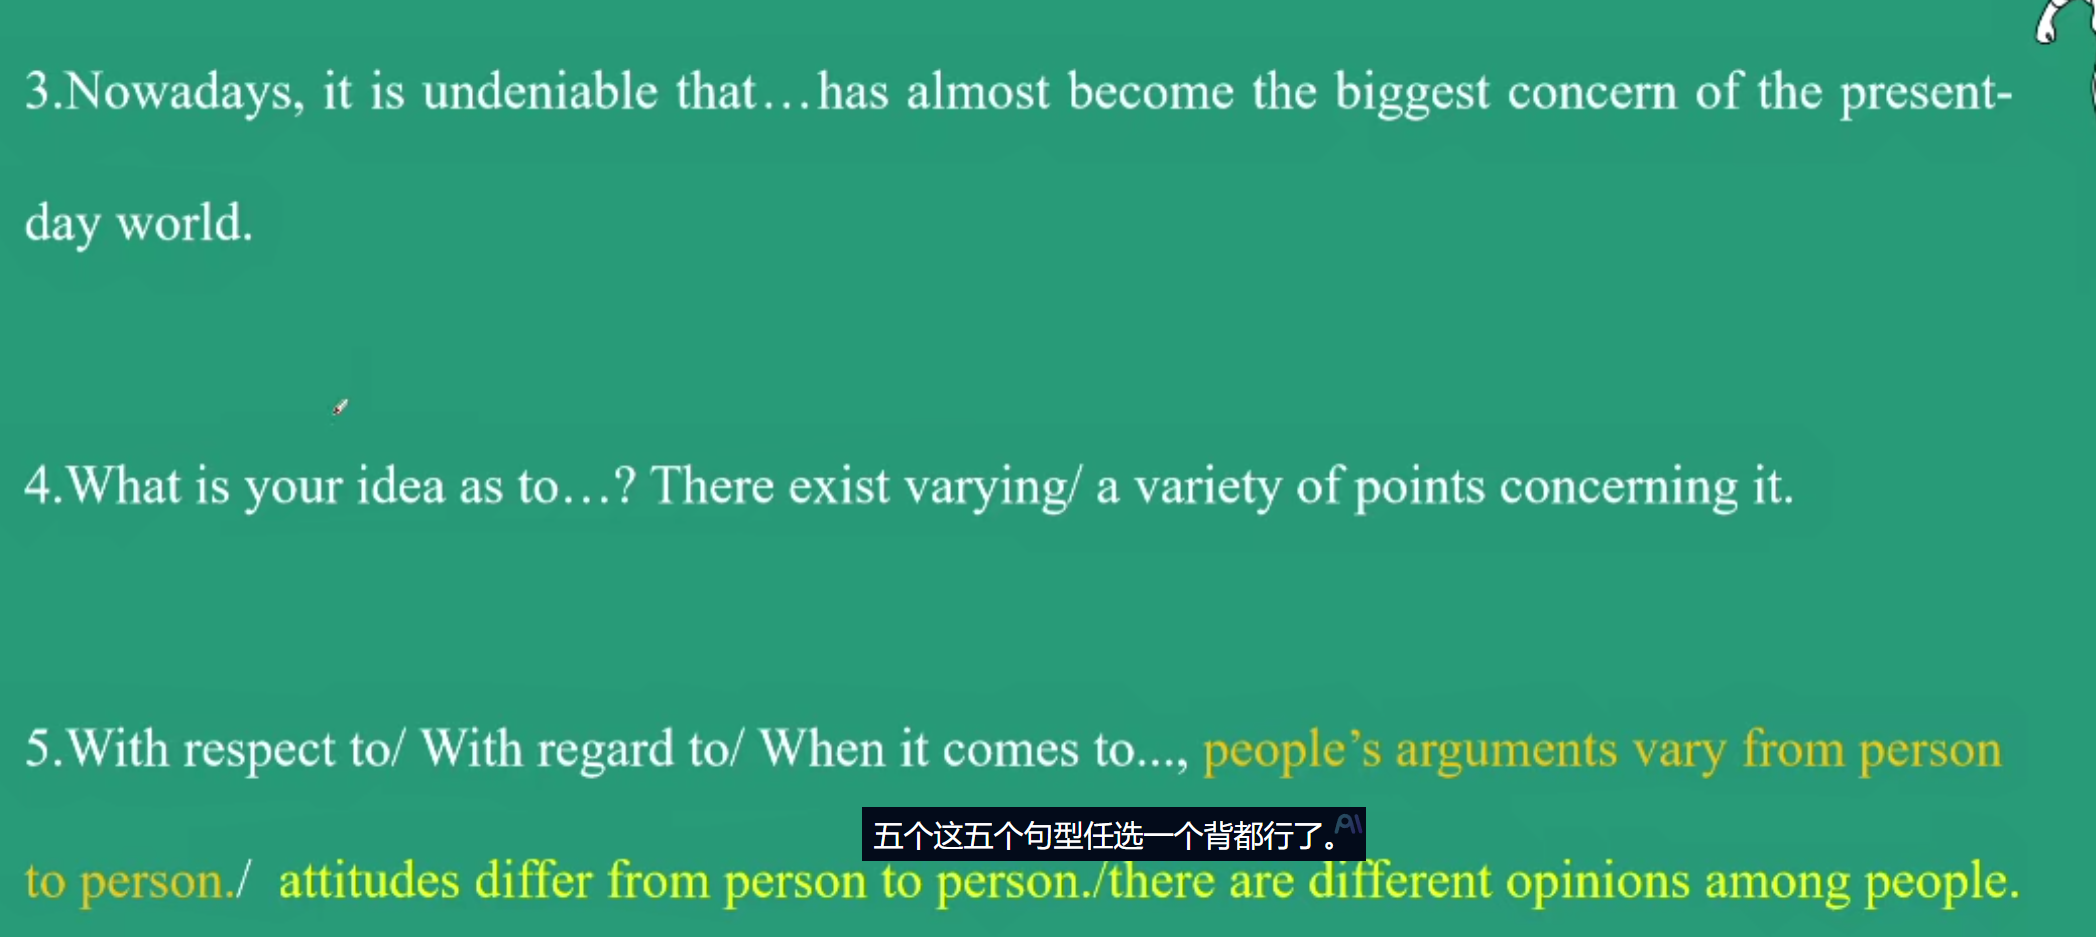 3.Nowadays, it is undeniable that…has almost become the biggest concern of the present-
day world.
4.What is your idea as to…? There exist varying/ a variety of points concerning it.
5.With respect to/ With regard to/ When it comes to..., people’s arguments vary from person
五个这五个句型任选一个背都行了。AI
to person./ attitudes differ from person to person./there are different opinions among people.